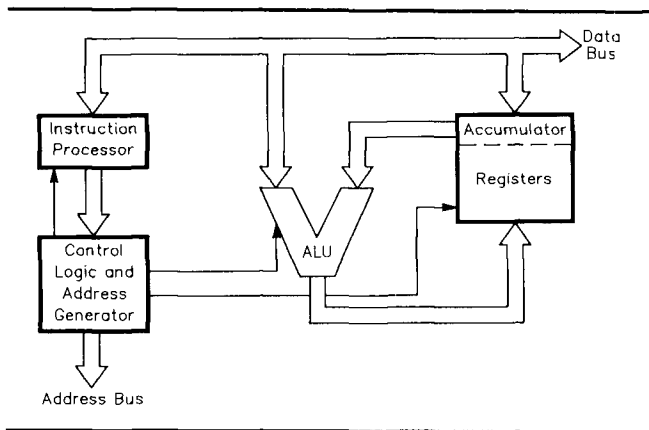 Data
Bus
Instruction
Processor
Accumulator
Registers
Control
Logic and
Address
Generator
ALU
Address Bus